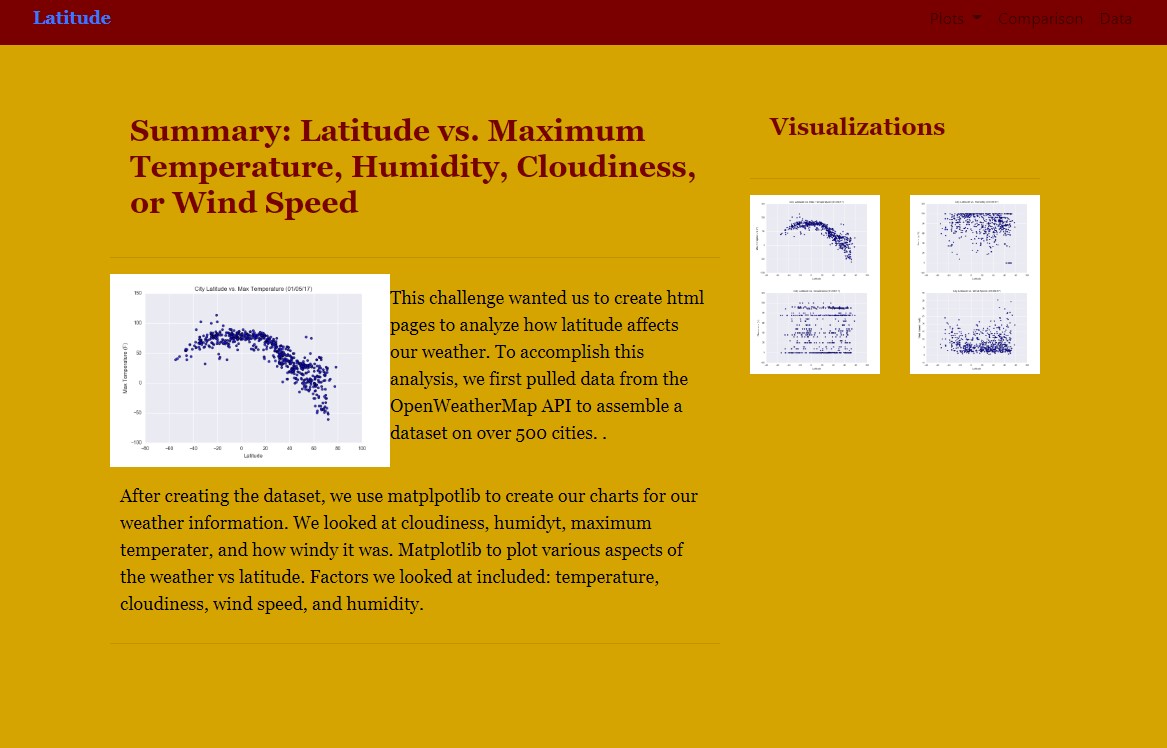 Latitude
Plots
Comparison
Data
Summary: Latitude vs. Maximum
Temperature, Humidity, Cloudiness,
or Wind Speed
City Latitude vs. Max Temperature (01/05/17)
150
100
50
0
−50
−100
Max Temperature (F)
−80 −60 −40 −20 0 20 40 60 80 100
Latitude
This challenge wanted us to create html
pages to analyze how latitude affects
our weather. To accomplish this
analysis, we first pulled data from the
OpenWeatherMap API to assemble a
dataset on over 500 cities. .
After creating the dataset, we use matplpotlib to create our charts for our
weather information. We looked at cloudiness, humidyt, maximum
temperater, and how windy it was. Matplotlib to plot various aspects of
the weather vs latitude. Factors we looked at included: temperature,
cloudiness, wind speed, and humidity.
Visualizations